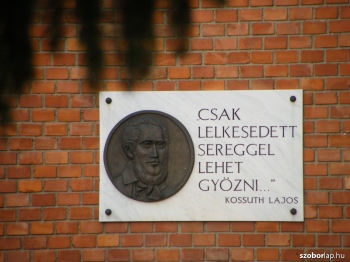 CSAK
LELKESEDETT
SEREGGEL
LEHET
GYŐZNI..."
KOSSUTH LAJOS
szoborlap.hu